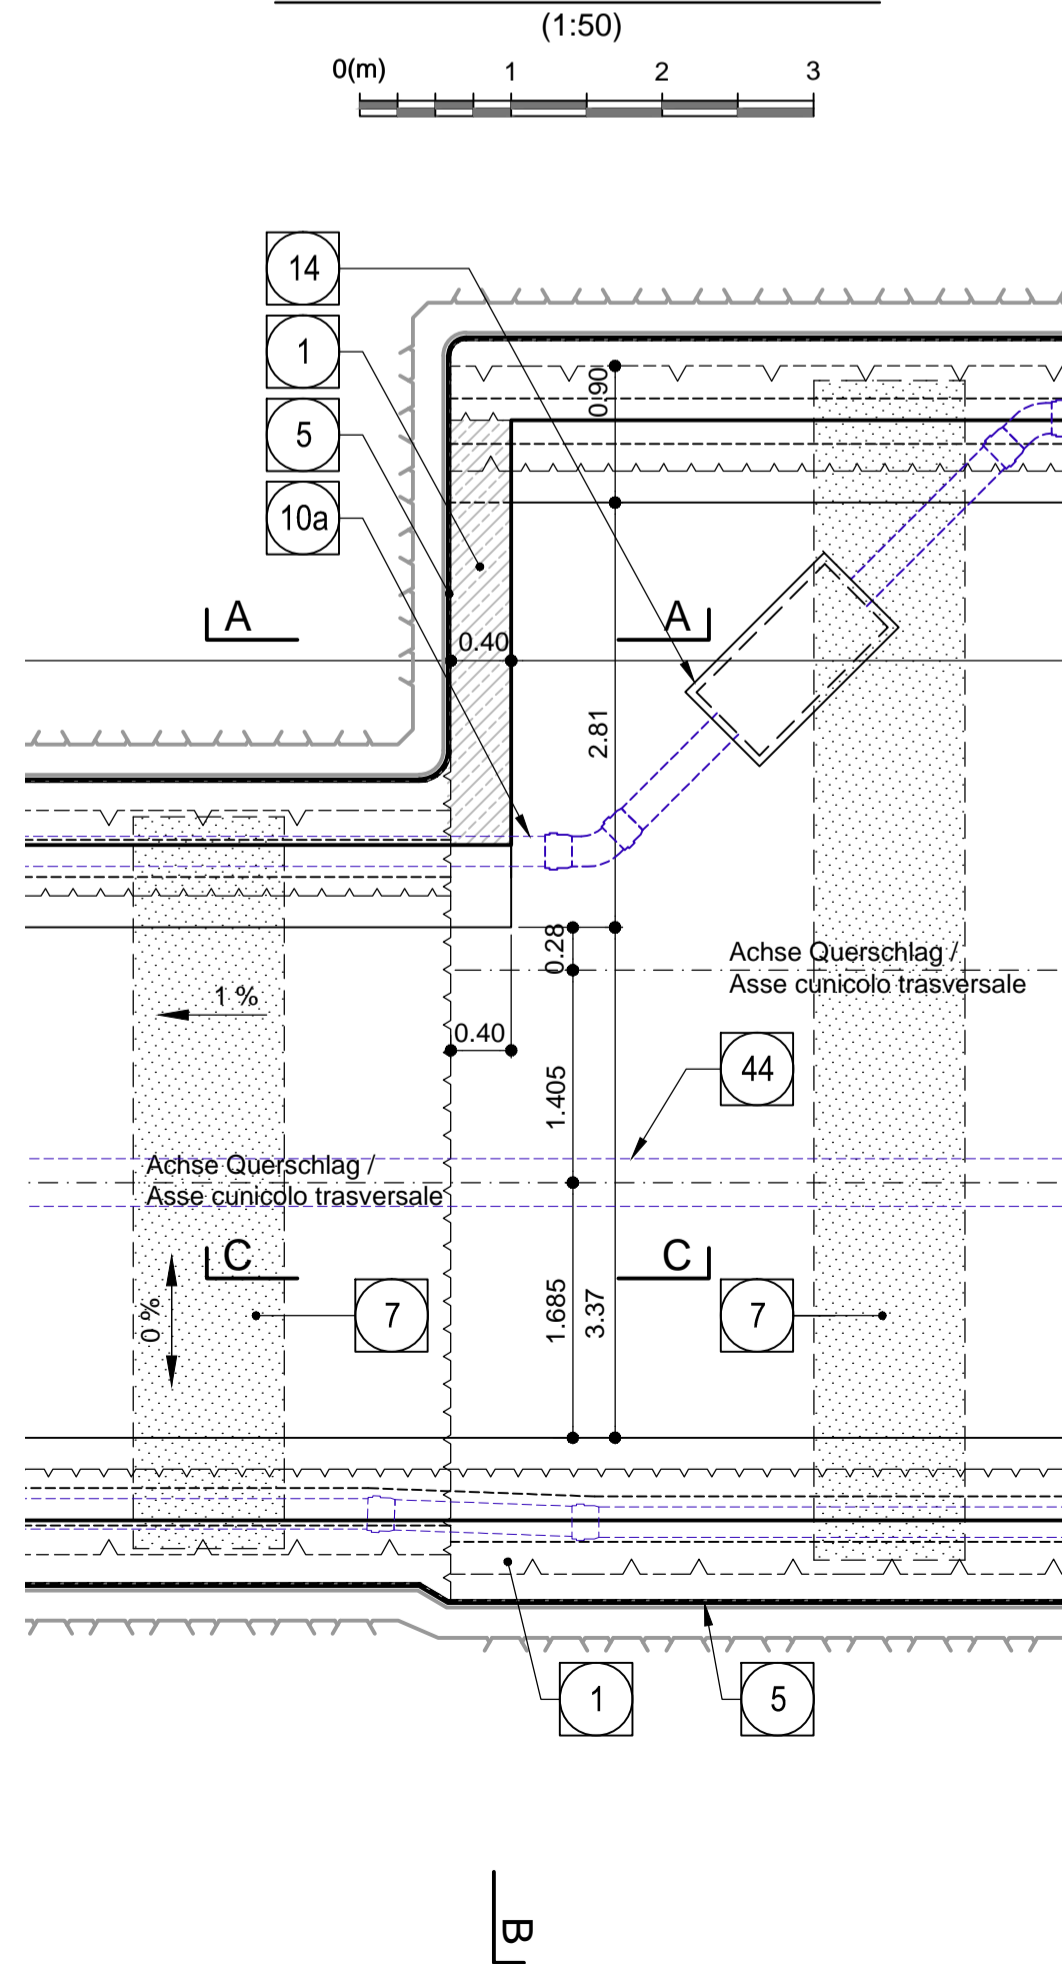 (1:50)
0(m) 1 2 3
14
1
5
10a
0.90
A A
0.40
2.81
0.28
Achse Querschlag /
Asse cunicolo trasversale
1 %
0.40
44
1.405
Achse Querschlag /
Asse cunicolo trasversale
C C
0 %
7
1.685
3.37
7
1
5
B